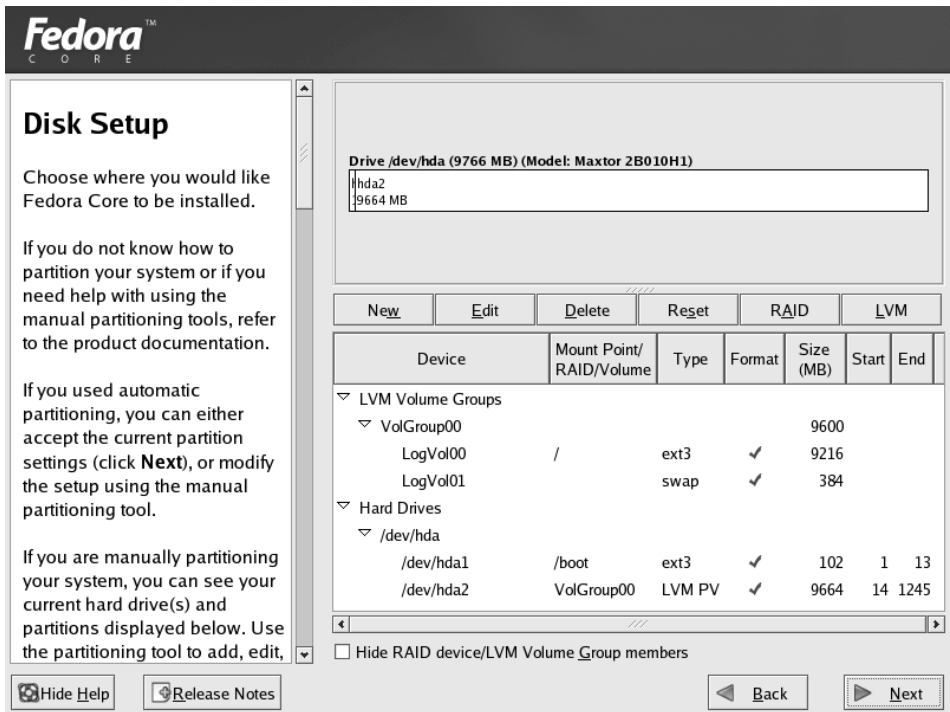 Fedora™
CORE
Disk Setup
Choose where you would like
Fedora Core to be installed.
If you do not know how to
partition your system or if you
need help with using the
manual partitioning tools, refer
to the product documentation.
If you used automatic
partitioning, you can either
accept the current partition
settings (click Next), or modify
the setup using the manual
partitioning tool.
If you are manually partitioning
your system, you can see your
current hard drive(s) and
partitions displayed below. Use
the partitioning tool to add, edit,
Drive /dev/hda (9766 MB) (Model: Maxtor 2B010H1)
hda2
9664 MB
New Edit Delete Reset RAID LVM
Device Mount Point/ RAID/Volume Type Format Size (MB) Start End
LVM Volume Groups
VolGroup00 9600
LogVol00 / ext3 ✓ 9216
LogVol01 swap ✓ 384
Hard Drives
/dev/hda
/dev/hda1 /boot ext3 ✓ 102 1 13
/dev/hda2 VolGroup00 LVM PV ✓ 9664 14 1245
Hide RAID device/LVM Volume Group members
Hide Help Release Notes Back Next